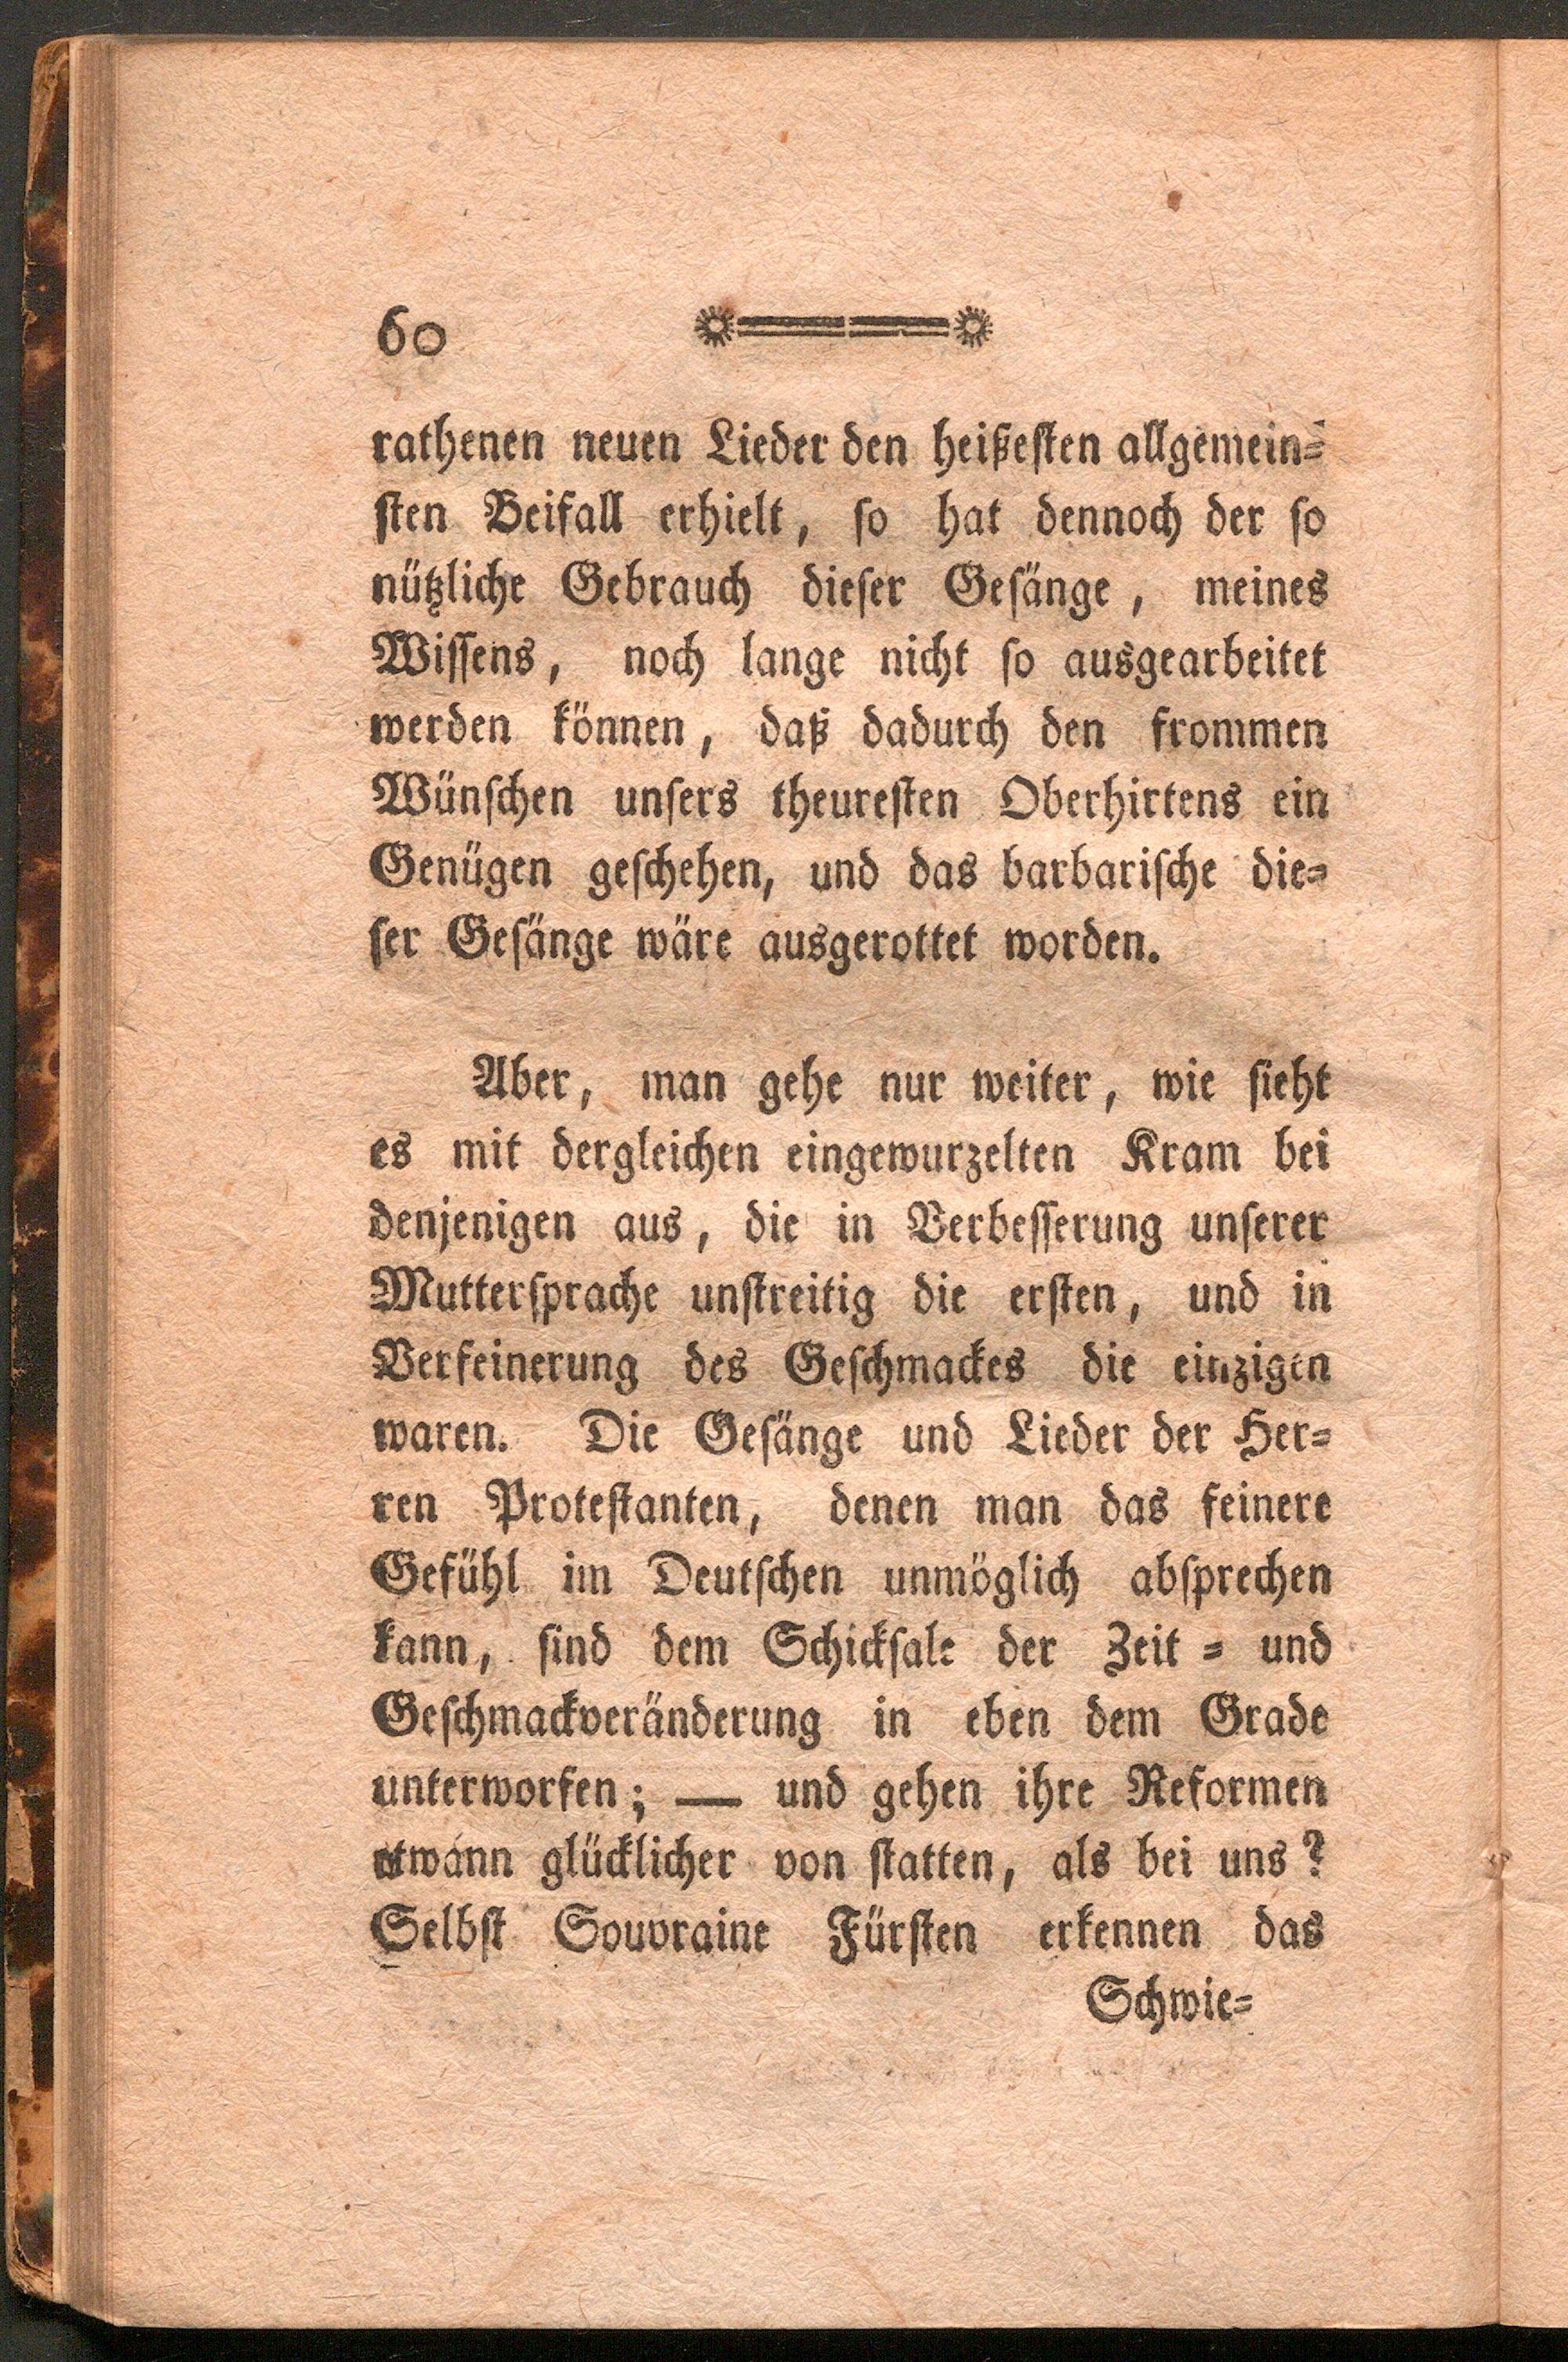 60
rathenen neuen Lieder den heißesten allgemein=
sten Beifall erhielt, so hat dennoch der so
nützliche Gebrauch dieser Gesänge, meines
Wissens, noch lange nicht so ausgearbeitet
werden können, daß dadurch den frommen
Wünschen unsers theuresten Oberhirtens ein
Genügen geschehen, und das barbarische die=
ser Gesänge wäre ausgerottet worden.
Aber, man gehe nur weiter, wie sieht
es mit dergleichen eingewurzelten Kram bei
denjenigen aus, die in Verbesserung unserer
Muttersprache unstreitig die ersten, und in
Verfeinerung des Geschmackes die einzigen
waren. Die Gesänge und Lieder der Her=
ren Protestanten, denen man das feinere
Gefühl im Deutschen unmöglich absprechen
kann, sind dem Schicksale der Zeit= und
Geschmackveränderung in eben dem Grade
unterworfen; — und gehen ihre Reformen
etwann glücklicher von statten, als bei uns?
Selbst Souvraine Fürsten erkennen das
Schwie=